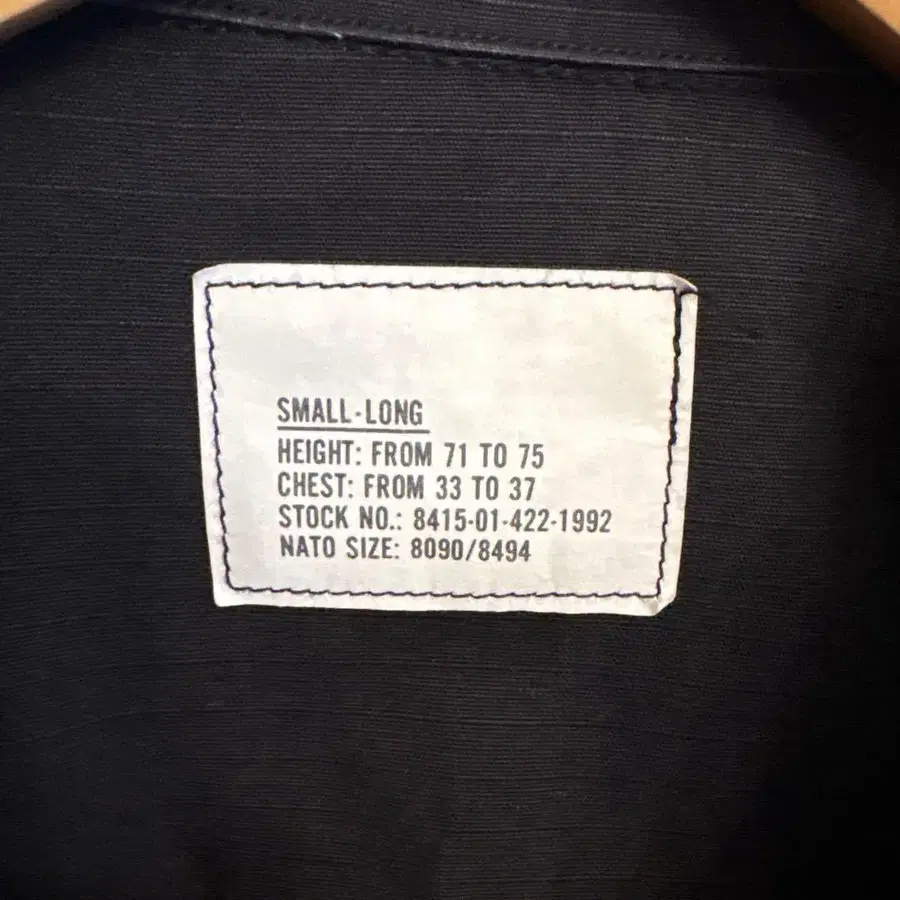 SMALL-LONG
HEIGHT: FROM 71 TO 75
CHEST: FROM 33 TO 37
STOCK NO.: 8415-01-422-1992
NATO SIZE: 8090/8494